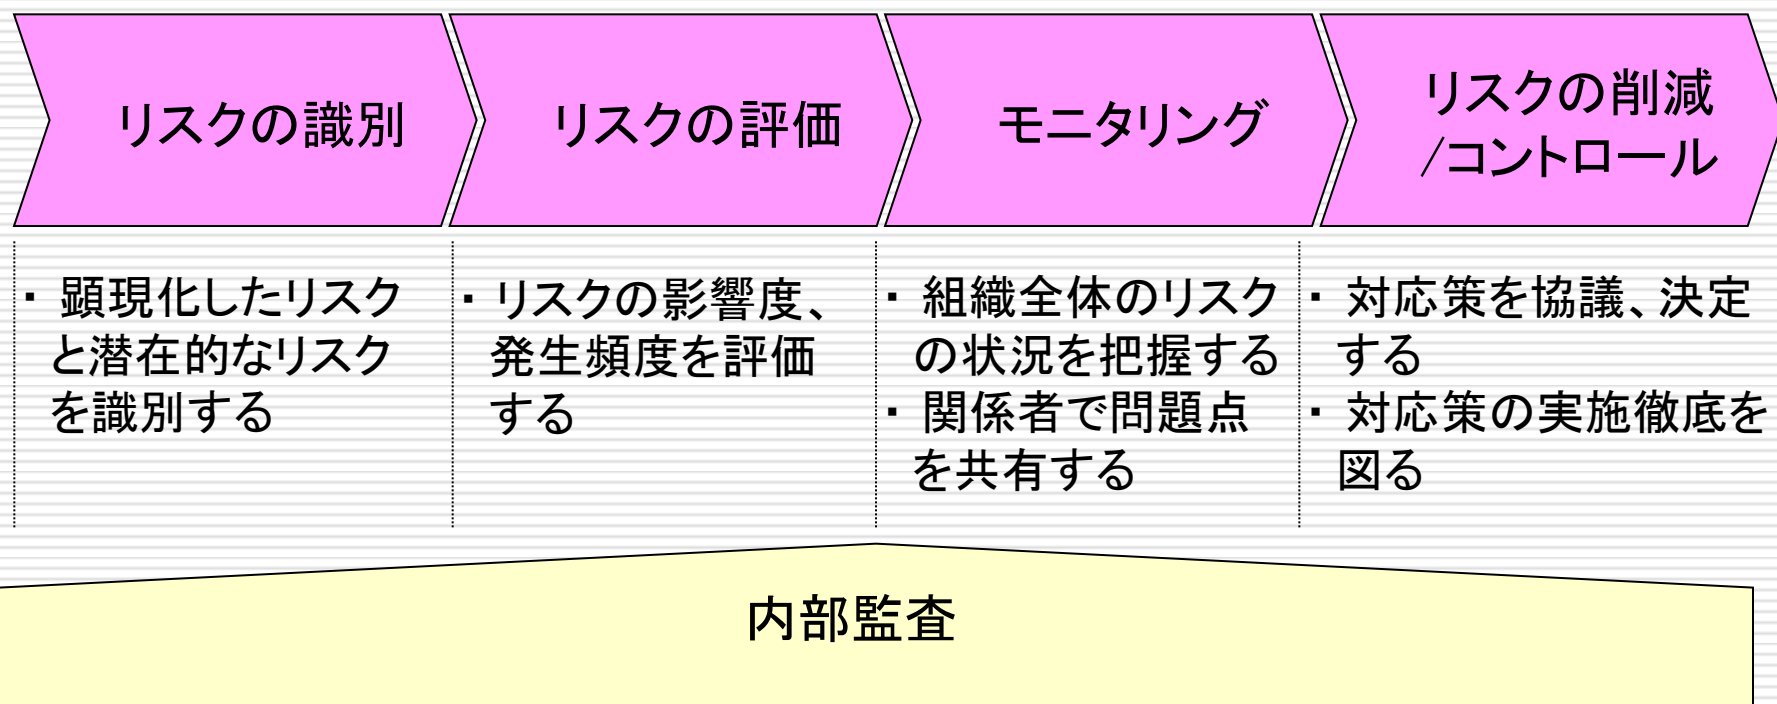 リスクの識別
リスクの評価
モニタリング
リスクの削減
/コントロール
・ 顕現化したリスク
と潜在的なリスク
を識別する
・ リスクの影響度、
発生頻度を評価
する
・ 組織全体のリスク
の状況を把握する
・ 関係者で問題点
を共有する
・ 対応策を協議、決定
する
・ 対応策の実施徹底を
図る
内部監査